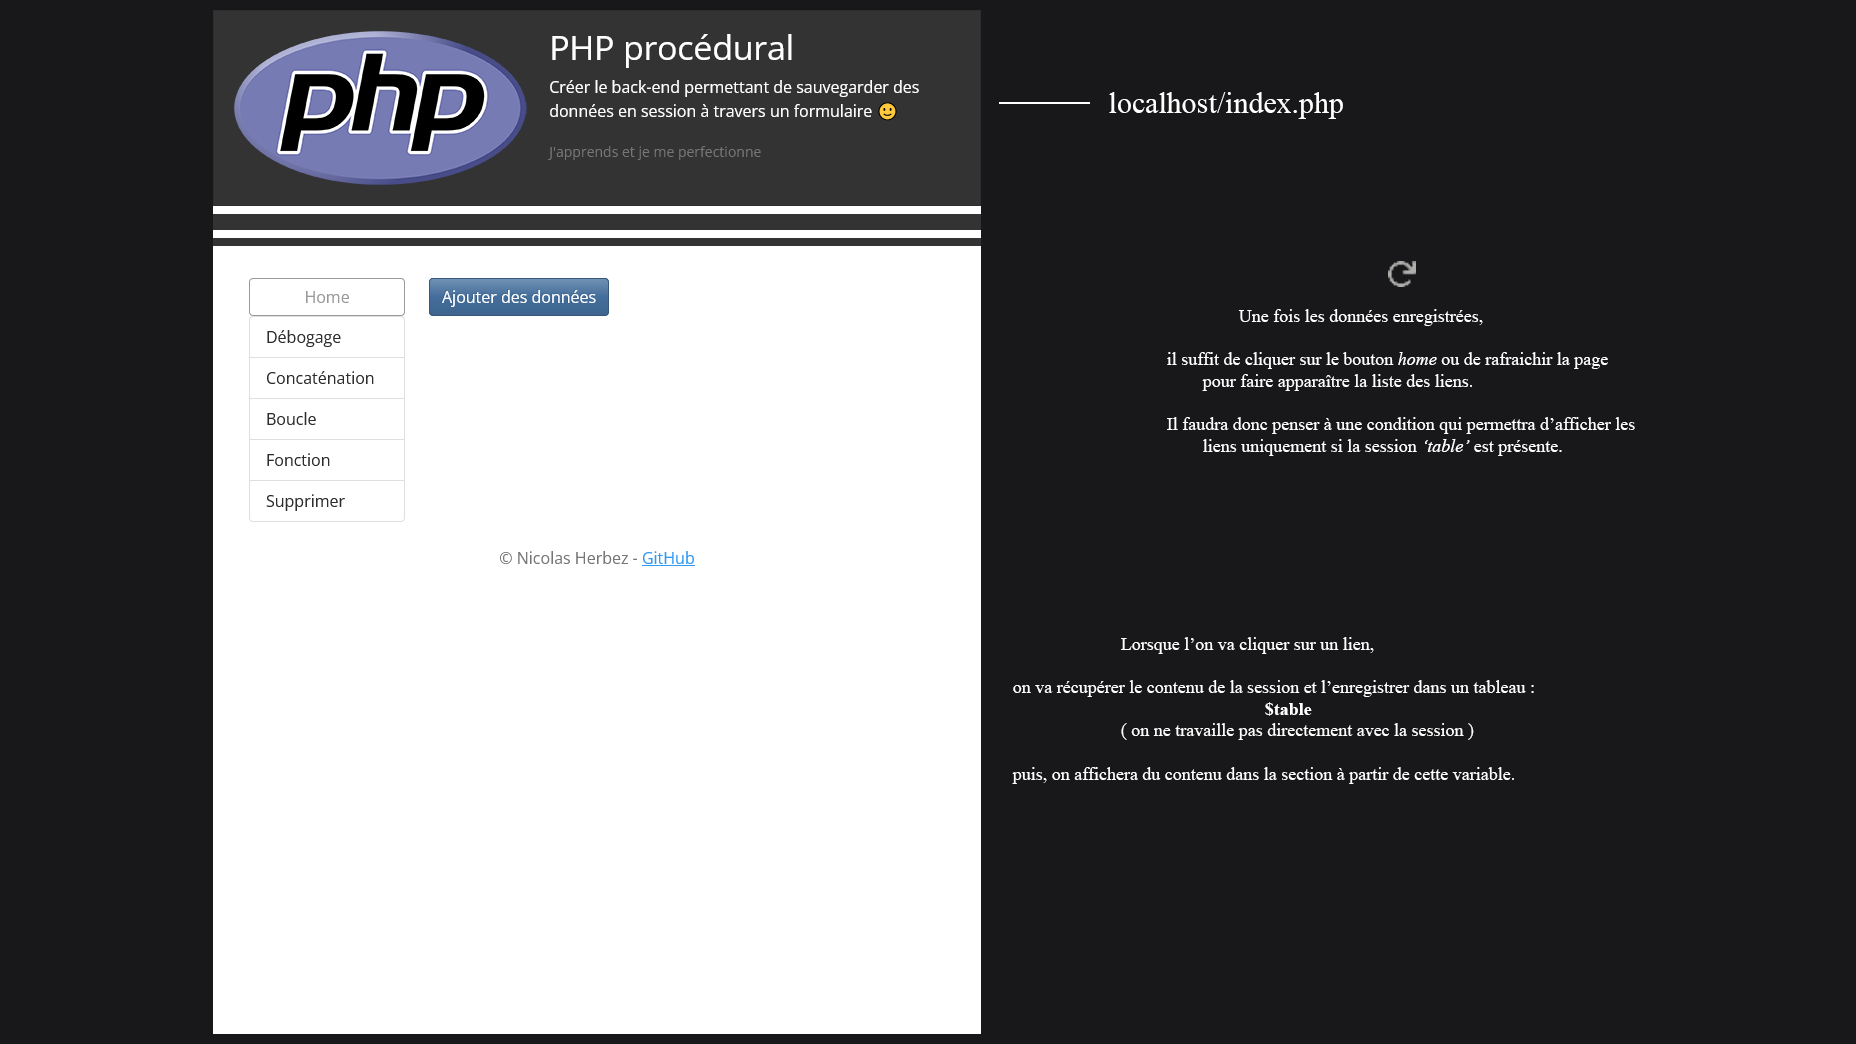 php
PHP procédural
Créer le back-end permettant de sauvegarder des
données en session à travers un formulaire 🙂
J'apprends et je me perfectionne
localhost/index.php
Home
Ajouter des données
Débogage
Concaténation
Boucle
Fonction
Supprimer
© Nicolas Herbez - GitHub
Une fois les données enregistrées,
il suffit de cliquer sur le bouton home ou de rafraichir la page
pour faire apparaître la liste des liens.
Il faudra donc penser à une condition qui permettra d’afficher les
liens uniquement si la session ‘table’ est présente.
Lorsque l’on va cliquer sur un lien,
on va récupérer le contenu de la session et l’enregistrer dans un tableau :
$table
( on ne travaille pas directement avec la session )
puis, on affichera du contenu dans la section à partir de cette variable.